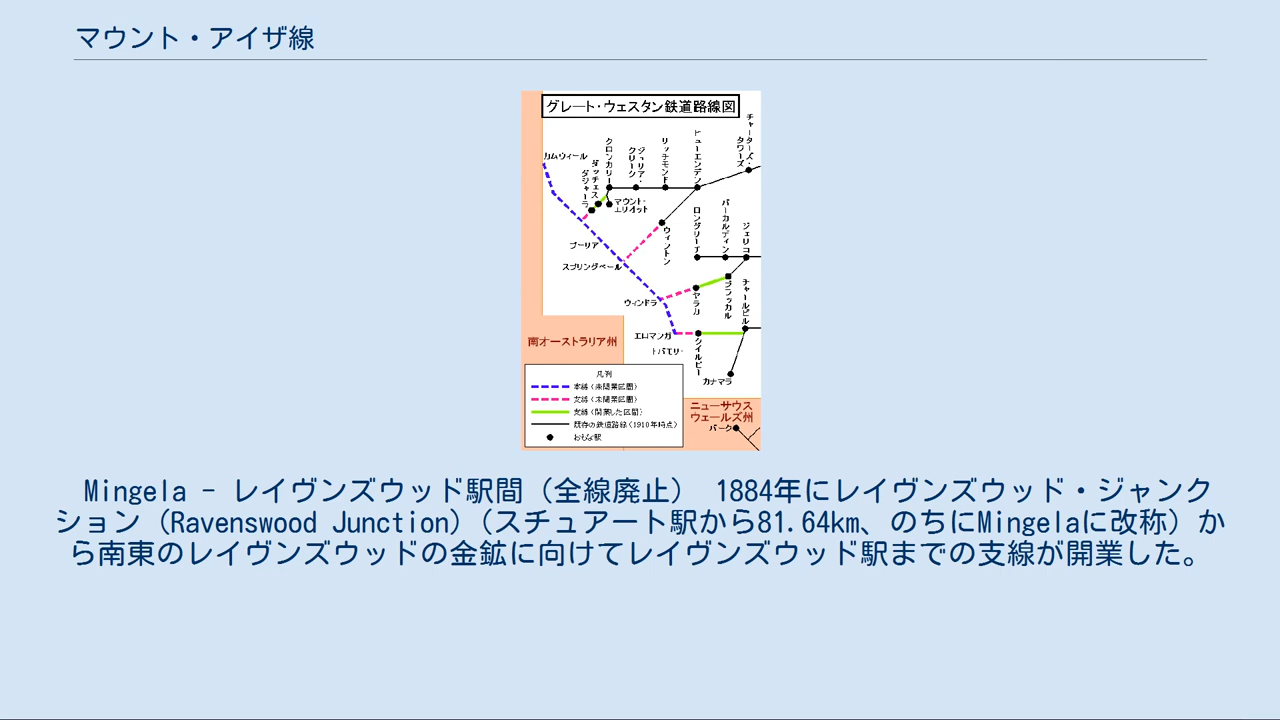 マウント・アイザ線
グレート・ウェスタン鉄道路線図
チャーターズ・タワーズ
ヒューエンデン
リッチモンド
ジュリア・クリーク
クロンカリー
ダッチェス
ダジャーラ
カムウィール
マウント・エリオット
ウィントン
ロングリーチ
バーカルディン
ジェリコ
ブーリア
スプリングベール
ウィンドラ
ヤラカ
ブラッカル
チャールビル
エロマンガ
クイルピー
トバモリー
カナマラ
南オーストラリア州
凡例
本線（未開業区間）
支線（未開業区間）
支線（開業した区間）
既存の鉄道路線（1910年時点）
おもな駅
ニューサウス
ウェールズ州
バーク
Mingela - レイヴンズウッド駅間（全線廃止） 1884年にレイヴンズウッド・ジャンク
ション（Ravenswood Junction）（スチュアート駅から81.64km、のちにMingelaに改称）か
ら南東のレイヴンズウッドの金鉱に向けてレイヴンズウッド駅までの支線が開業した。